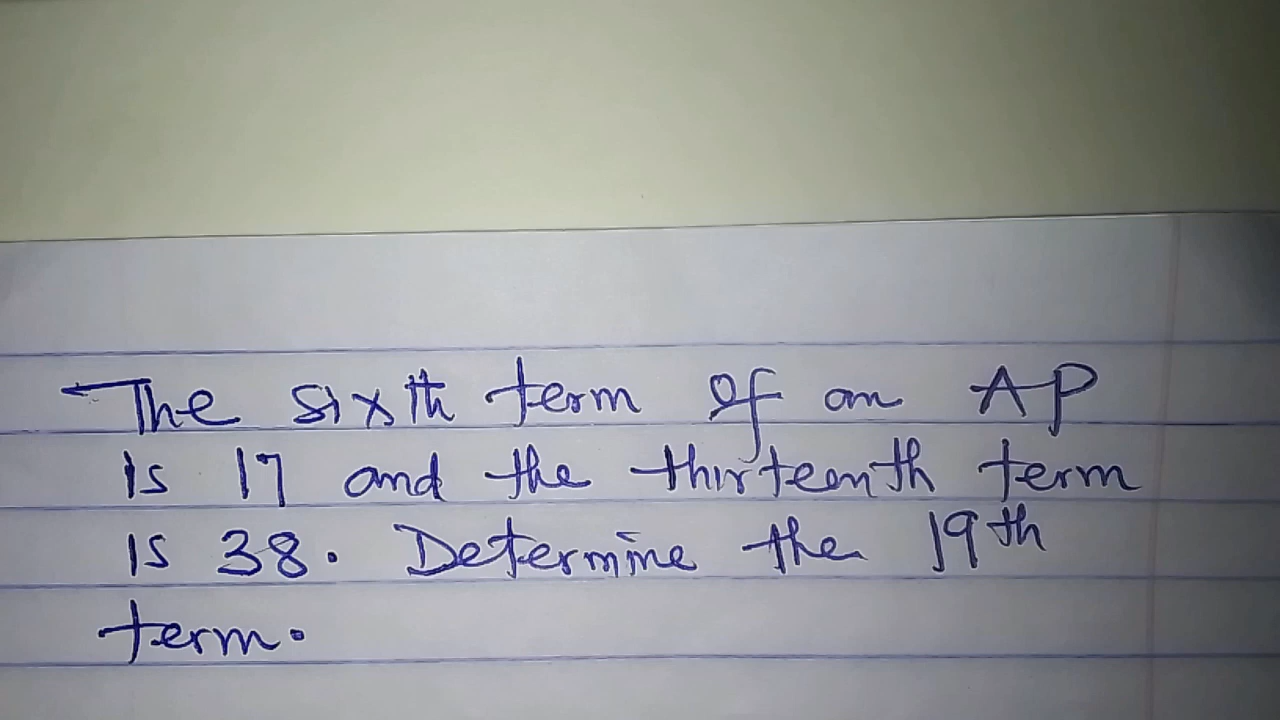 The sixth term of an AP
is 17 and the thirteenth term
is 38. Determine the 19th
term.